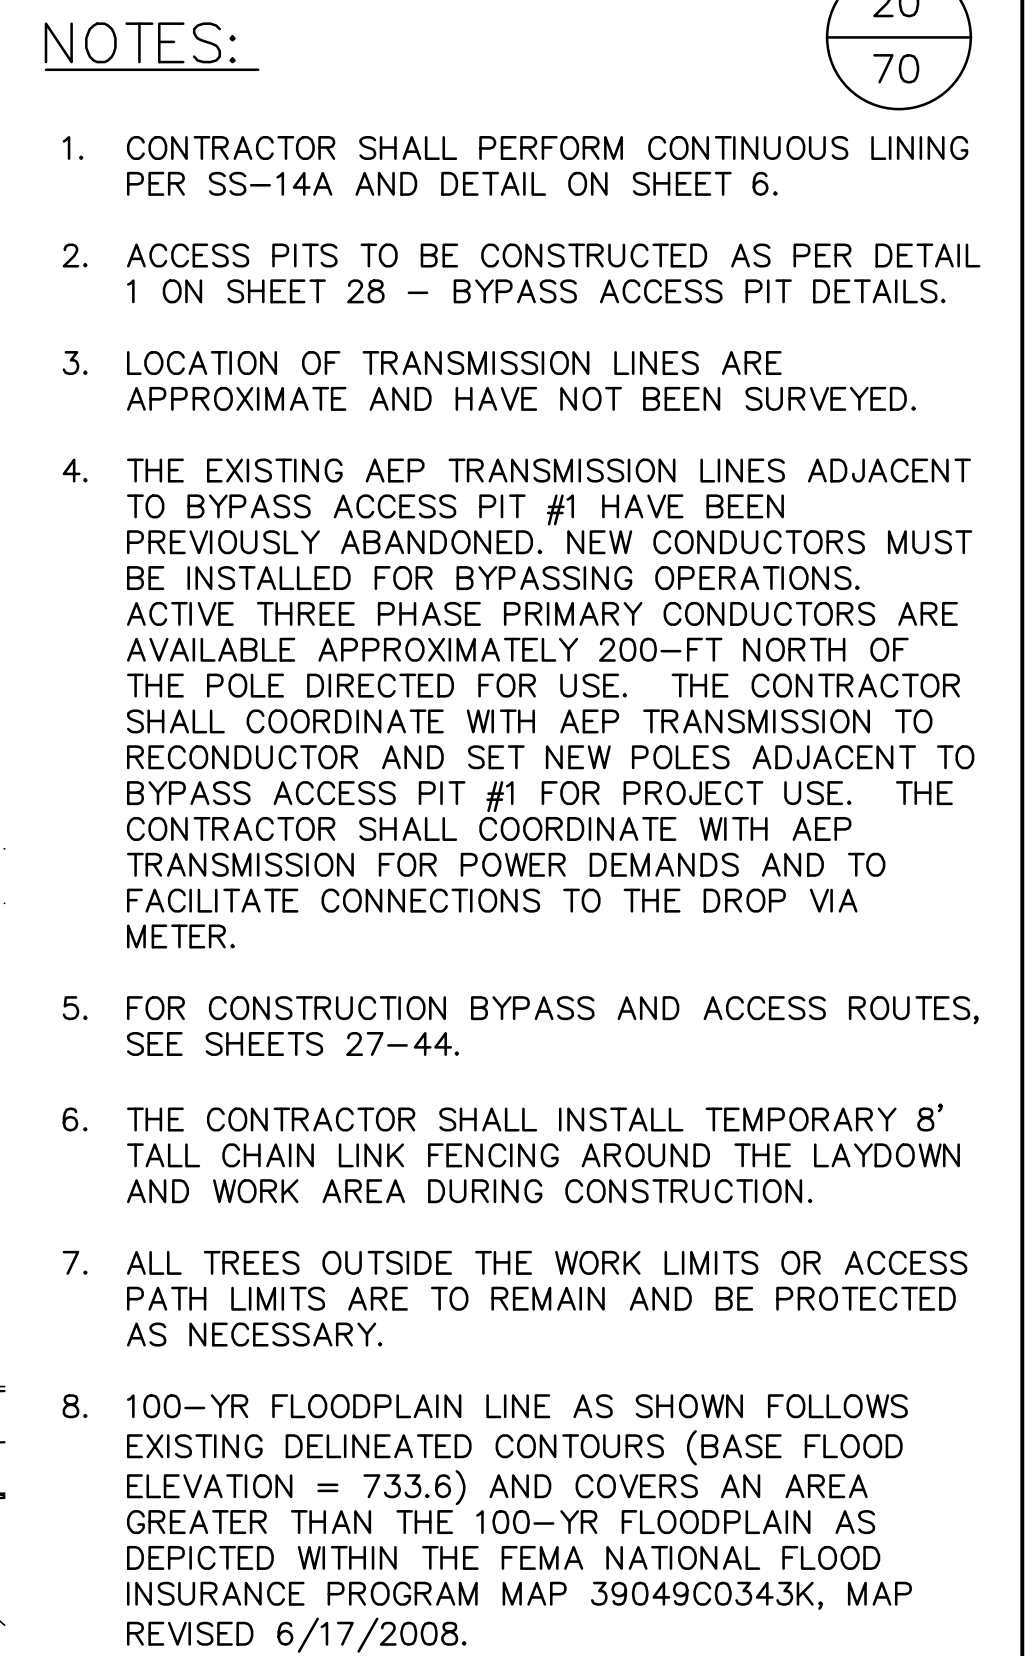 20
70
NOTES:
1. CONTRACTOR SHALL PERFORM CONTINUOUS LINING
PER SS-14A AND DETAIL ON SHEET 6.
2. ACCESS PITS TO BE CONSTRUCTED AS PER DETAIL
1 ON SHEET 28 - BYPASS ACCESS PIT DETAILS.
3. LOCATION OF TRANSMISSION LINES ARE
APPROXIMATE AND HAVE NOT BEEN SURVEYED.
4. THE EXISTING AEP TRANSMISSION LINES ADJACENT
TO BYPASS ACCESS PIT #1 HAVE BEEN
PREVIOUSLY ABANDONED. NEW CONDUCTORS MUST
BE INSTALLED FOR BYPASSING OPERATIONS.
ACTIVE THREE PHASE PRIMARY CONDUCTORS ARE
AVAILABLE APPROXIMATELY 200-FT NORTH OF
THE POLE DIRECTED FOR USE. THE CONTRACTOR
SHALL COORDINATE WITH AEP TRANSMISSION TO
RECONDUCTOR AND SET NEW POLES ADJACENT TO
BYPASS ACCESS PIT #1 FOR PROJECT USE. THE
CONTRACTOR SHALL COORDINATE WITH AEP
TRANSMISSION FOR POWER DEMANDS AND TO
FACILITATE CONNECTIONS TO THE DROP VIA
METER.
5. FOR CONSTRUCTION BYPASS AND ACCESS ROUTES,
SEE SHEETS 27-44.
6. THE CONTRACTOR SHALL INSTALL TEMPORARY 8'
TALL CHAIN LINK FENCING AROUND THE LAYDOWN
AND WORK AREA DURING CONSTRUCTION.
7. ALL TREES OUTSIDE THE WORK LIMITS OR ACCESS
PATH LIMITS ARE TO REMAIN AND BE PROTECTED
AS NECESSARY.
8. 100-YR FLOODPLAIN LINE AS SHOWN FOLLOWS
EXISTING DELINEATED CONTOURS (BASE FLOOD
ELEVATION = 733.6) AND COVERS AN AREA
GREATER THAN THE 100-YR FLOODPLAIN AS
DEPICTED WITHIN THE FEMA NATIONAL FLOOD
INSURANCE PROGRAM MAP 39049C0343K, MAP
REVISED 6/17/2008.